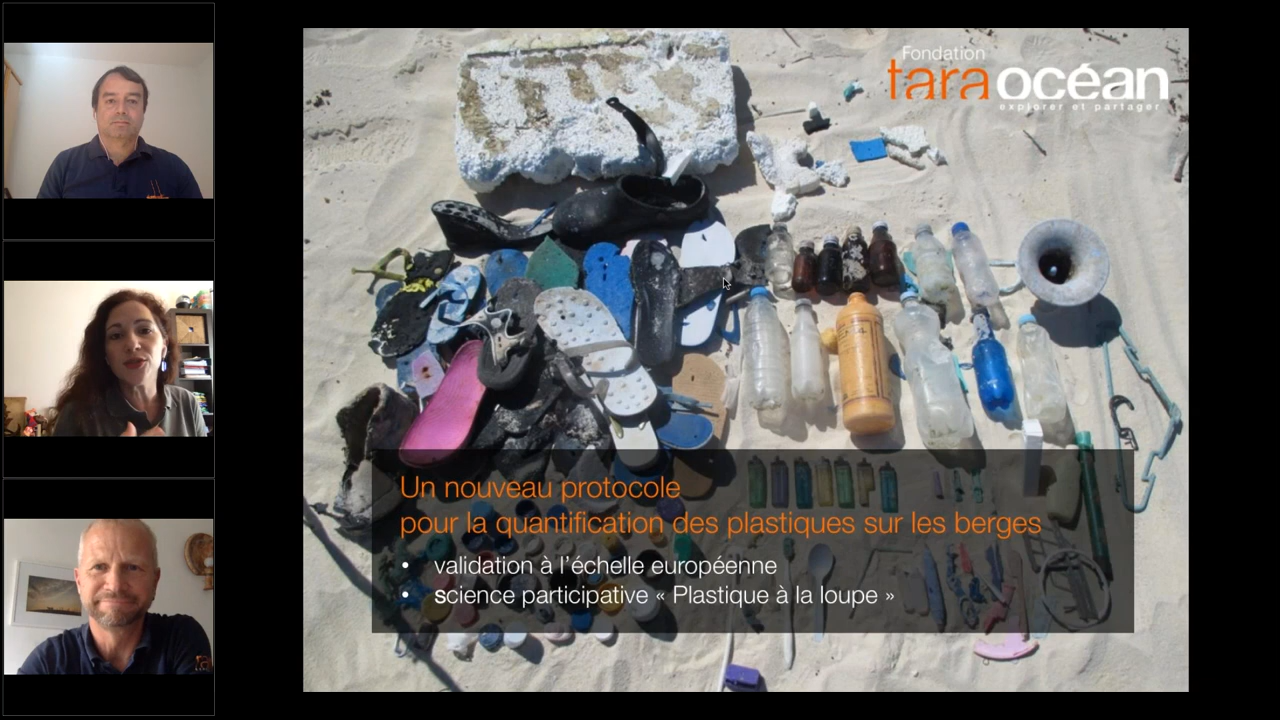 Fondation
tara océan
explorer et partager
Un nouveau protocole
pour la quantification des plastiques sur les berges
• validation à l'échelle européenne
• science participative « Plastique à la loupe »